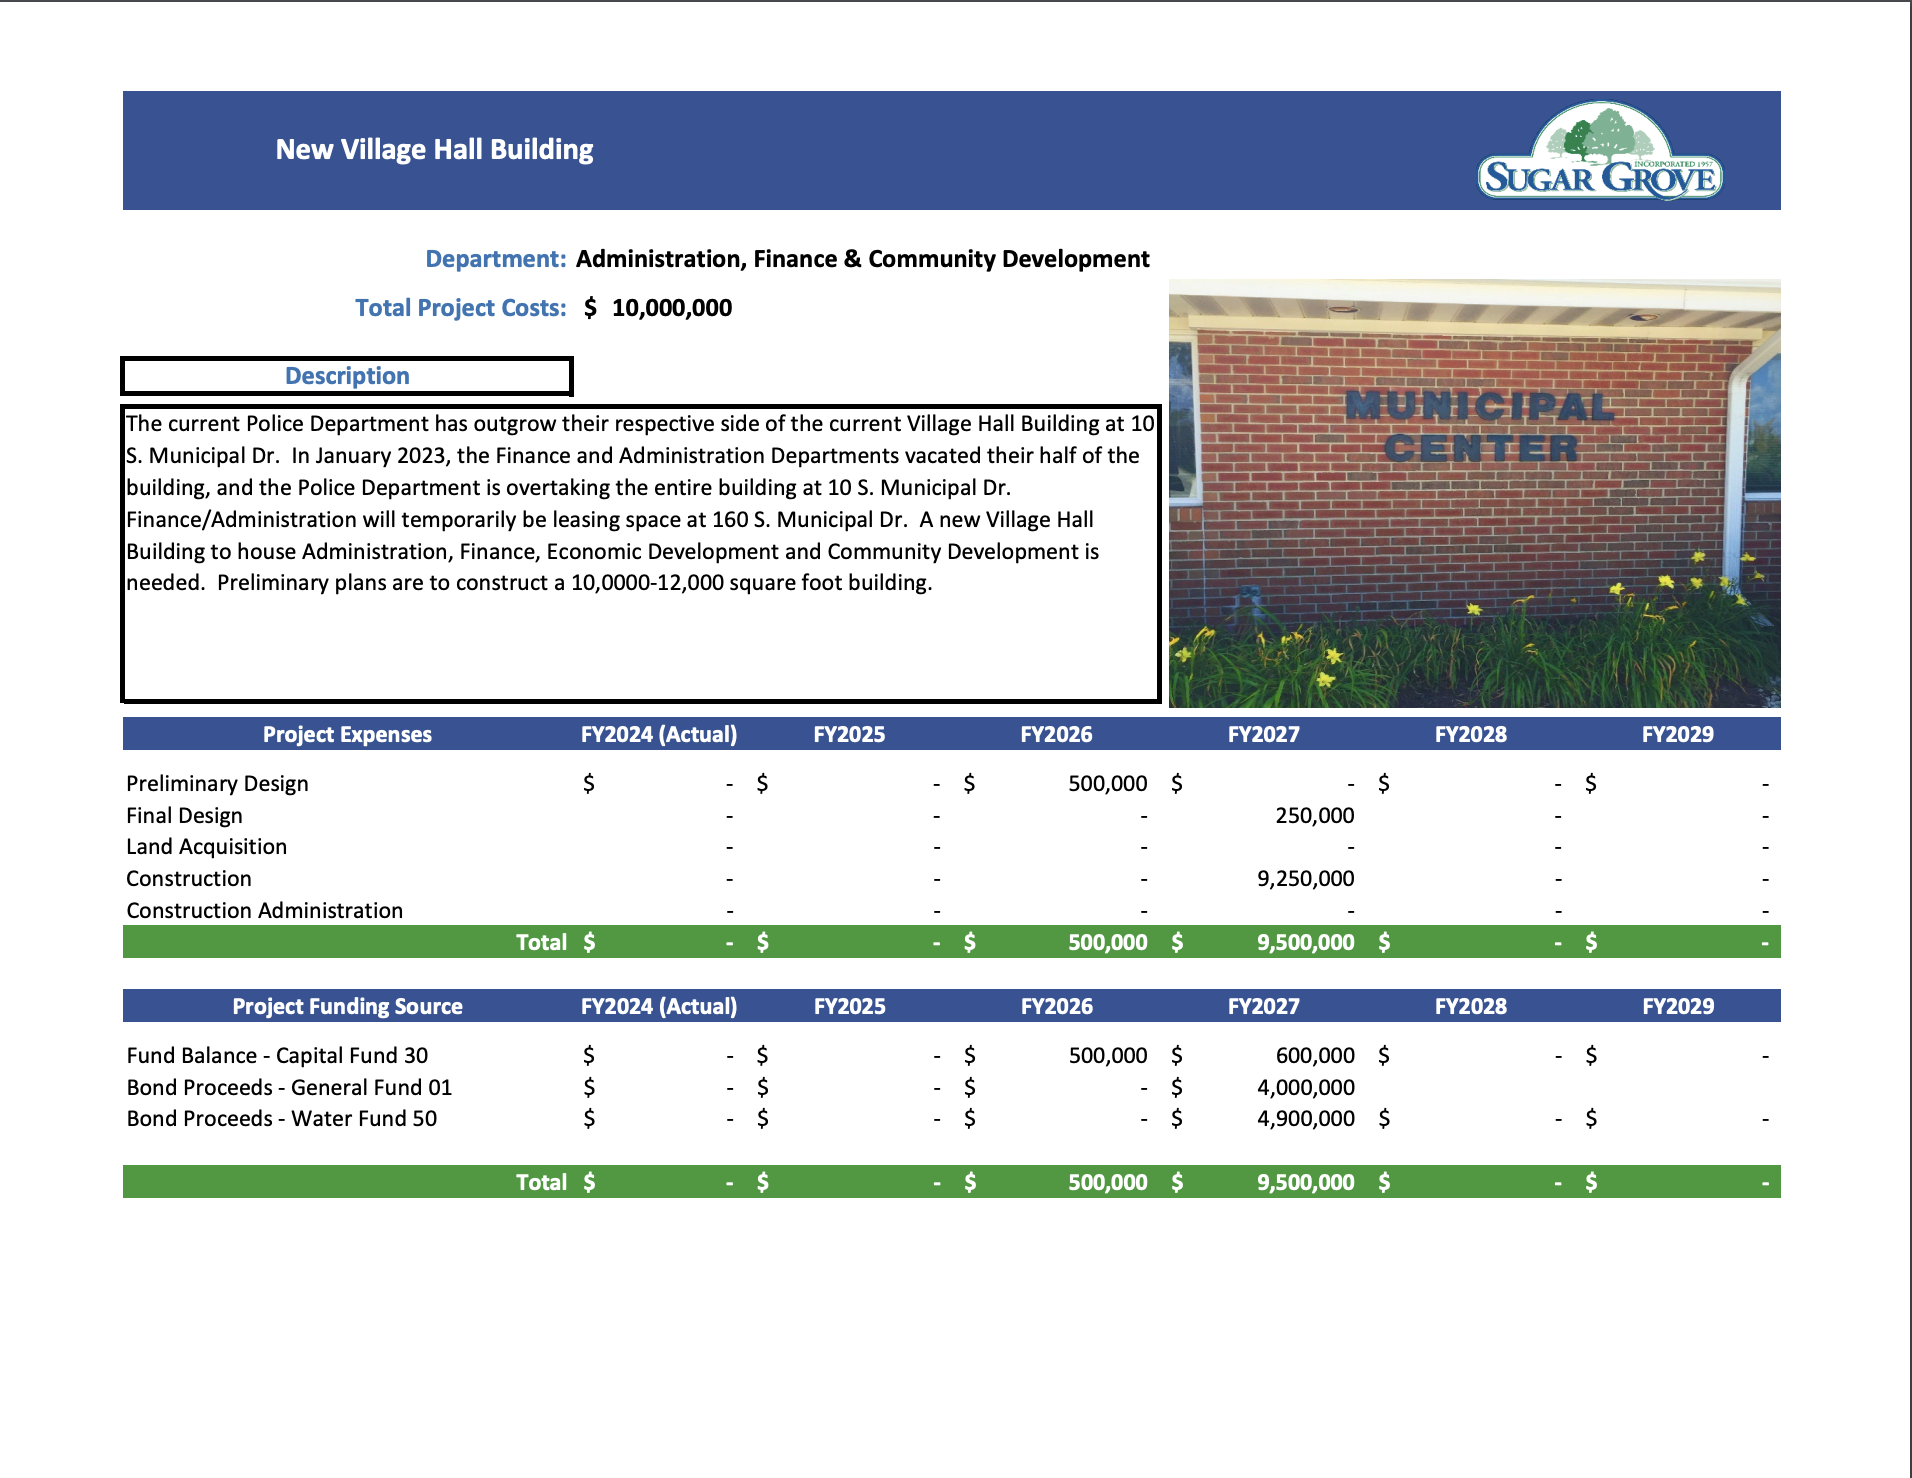 New Village Hall Building
INCORPORATED 1957
SUGAR GROVE
Department: Administration, Finance & Community Development
Total Project Costs: $ 10,000,000
MUNICIPAL
CENTER
Description
The current Police Department has outgrow their respective side of the current Village Hall Building at 10
S. Municipal Dr.  In January 2023, the Finance and Administration Departments vacated their half of the
building, and the Police Department is overtaking the entire building at 10 S. Municipal Dr.
Finance/Administration will temporarily be leasing space at 160 S. Municipal Dr.  A new Village Hall
Building to house Administration, Finance, Economic Development and Community Development is
needed.  Preliminary plans are to construct a 10,0000-12,000 square foot building.
Project Expenses FY2024 (Actual) FY2025 FY2026 FY2027 FY2028 FY2029
Preliminary Design $ - $ - $ 500,000 $ - $ - $ -
Final Design - - - 250,000 - -
Land Acquisition - - - - - -
Construction - - - 9,250,000 - -
Construction Administration - - - - - -
Total $ - $ - $ 500,000 $ 9,500,000 $ - $ -
Project Funding Source FY2024 (Actual) FY2025 FY2026 FY2027 FY2028 FY2029
Fund Balance - Capital Fund 30 $ - $ - $ 500,000 $ 600,000 $ - $ -
Bond Proceeds - General Fund 01 $ - $ - $ - $ 4,000,000
Bond Proceeds - Water Fund 50 $ - $ - $ - $ 4,900,000 $ - $ -
Total $ - $ - $ 500,000 $ 9,500,000 $ - $ -